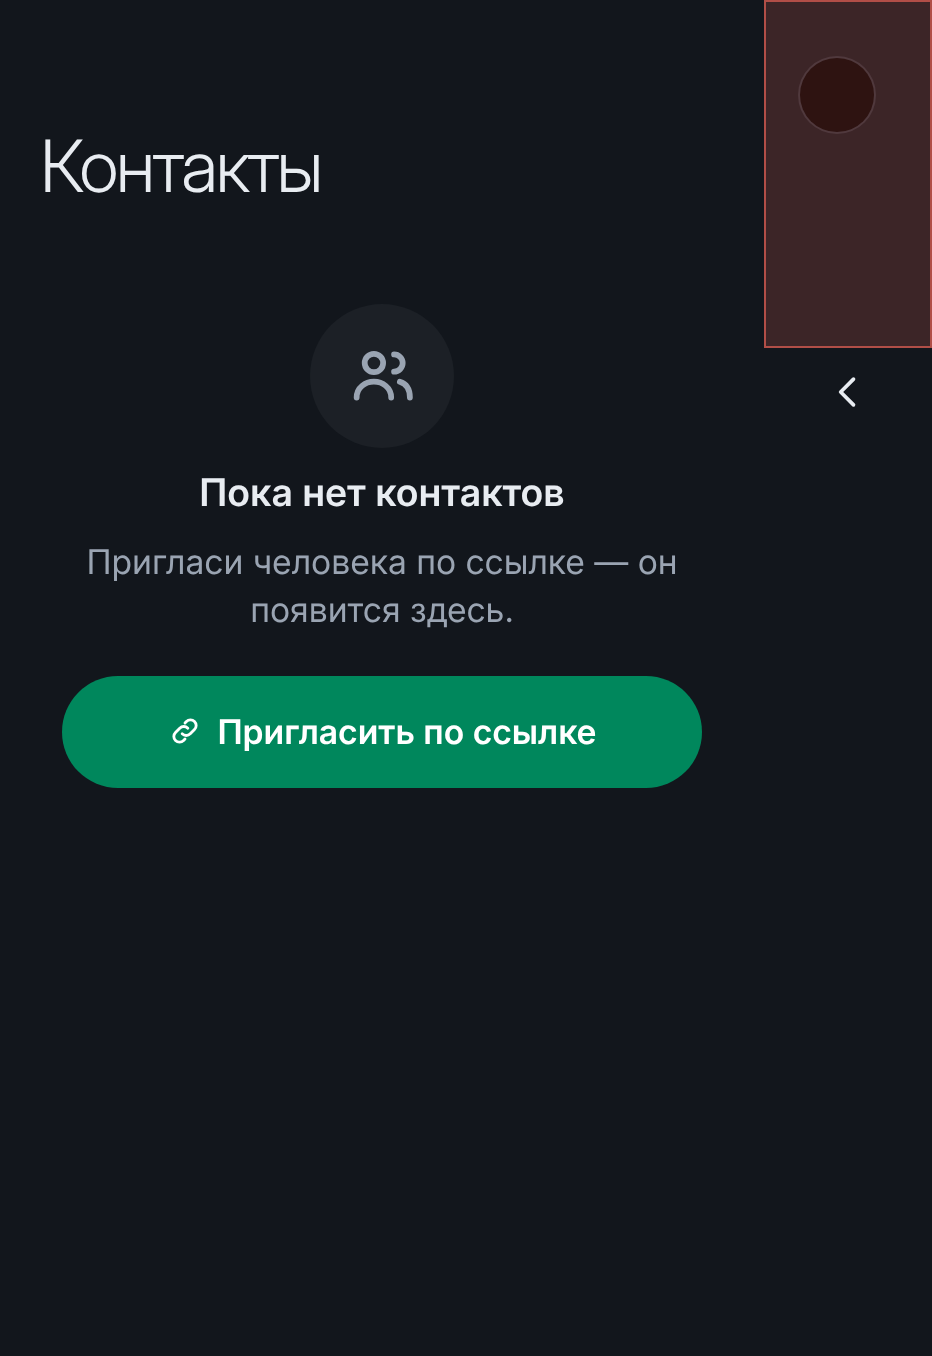 Контакты
Пока нет контактов
Пригласи человека по ссылке — он
появится здесь.
Пригласить по ссылке